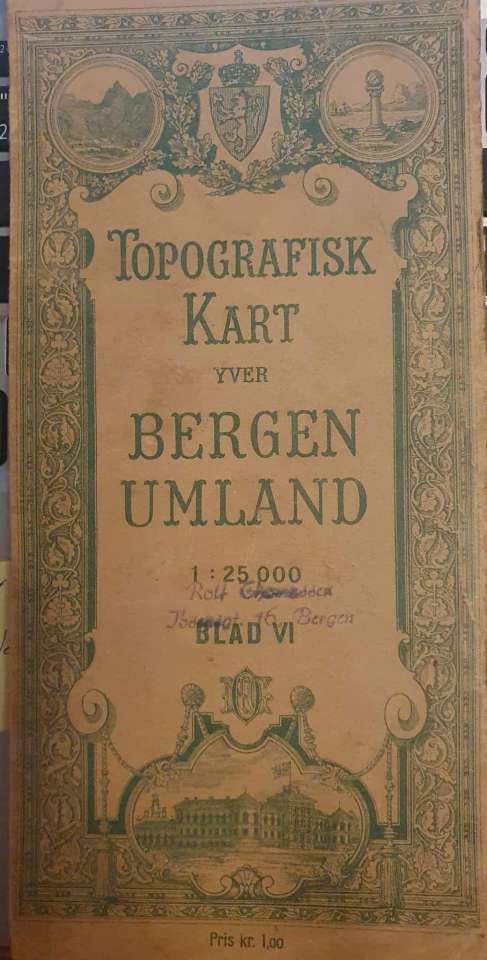 TOPOGRAFISK
KART
YVER
BERGEN
UMLAND
1:25 000
Rolf
16 Bergen
BLAD VI
Pris kr. 1,00